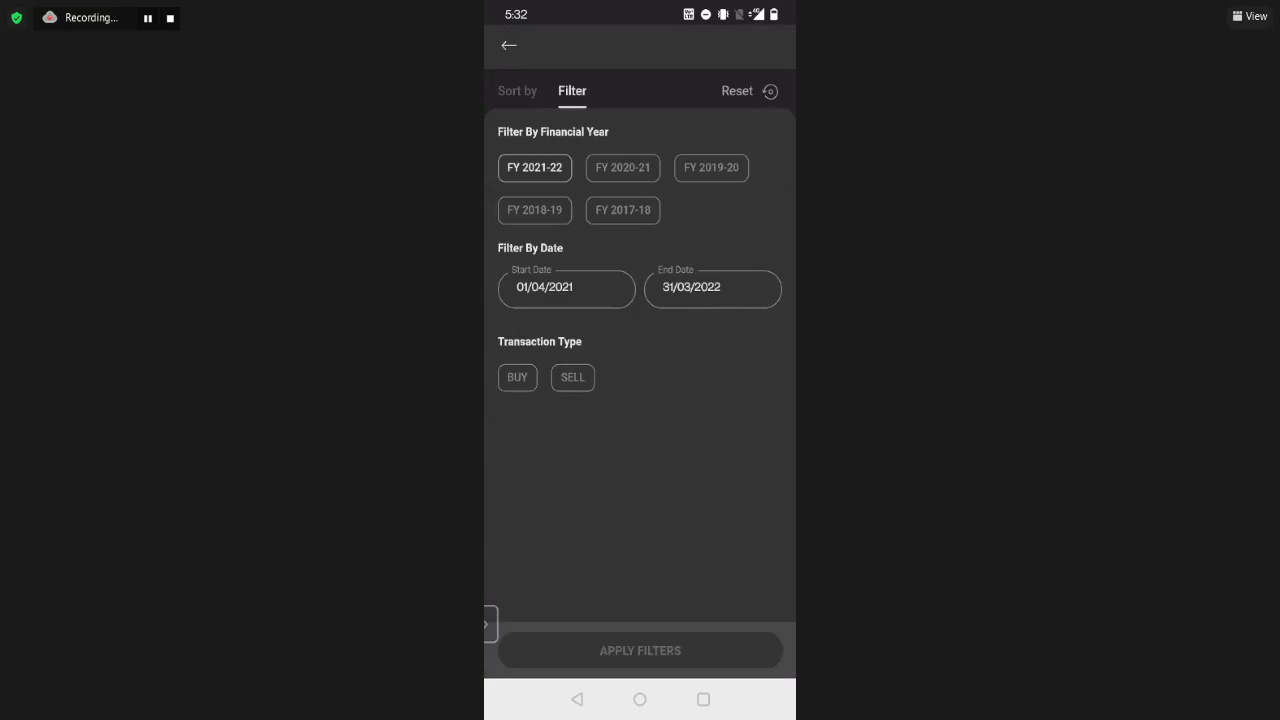 Recording...
View
5:32
Sort by Filter Reset
Filter By Financial Year
FY 2021-22 FY 2020-21 FY 2019-20
FY 2018-19 FY 2017-18
Filter By Date
Start Date End Date
01/04/2021 31/03/2022
Transaction Type
BUY SELL
APPLY FILTERS